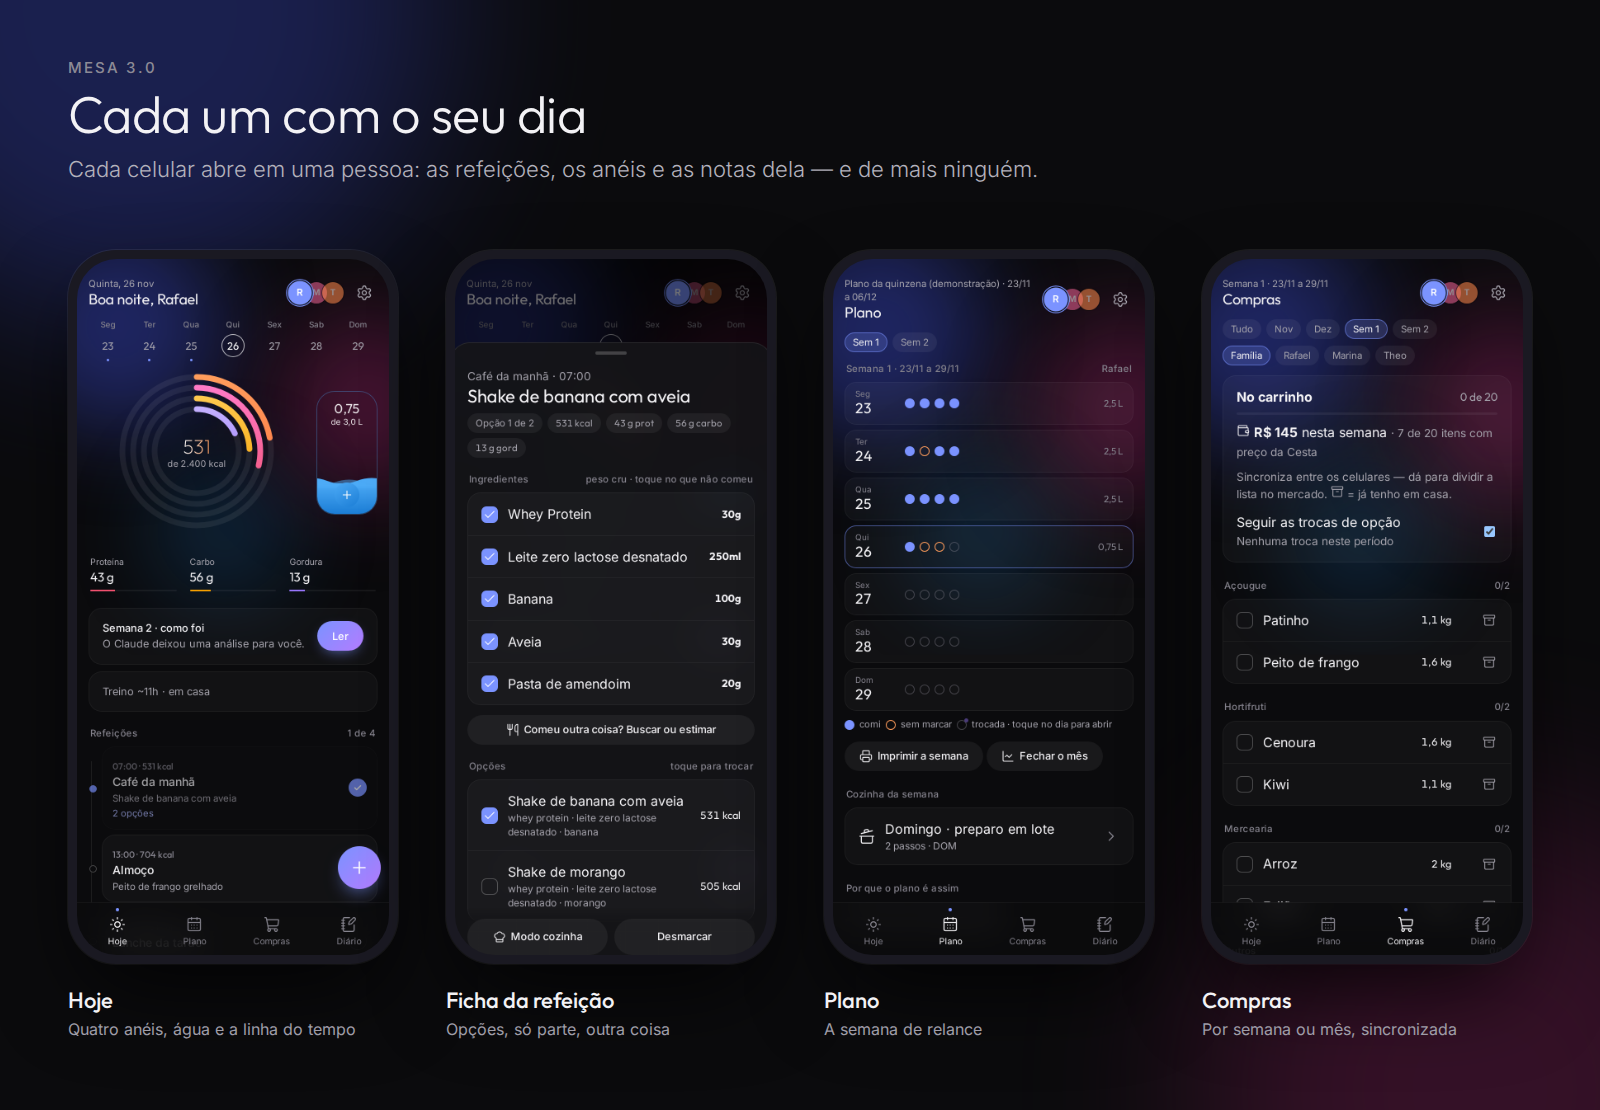 MESA 3.0
Cada um com o seu dia
Cada celular abre em uma pessoa: as refeições, os anéis e as notas dela — e de mais ninguém.
Quinta, 26 nov
Boa noite, Rafael
R M T
Seg Ter Qua Qui Sex Sab Dom
23 24 25 26 27 28 29
531
de 2.400 kcal
0,75
de 3,0 L
+
Proteína Carbo Gordura
43 g 56 g 13 g
Semana 2 · como foi
O Claude deixou uma análise para você.
Ler
Treino ~11h · em casa
Refeições 1 de 4
07:00 · 531 kcal
Café da manhã
Shake de banana com aveia
2 opções
13:00 · 704 kcal
Almoço
Peito de frango grelhado
+
Hoje Plano Compras Diário
Hoje
Quatro anéis, água e a linha do tempo
Boa noite, Rafael
R M T
Seg Ter Qua Qui Sex Sab Dom
Café da manhã · 07:00
Shake de banana com aveia
Opção 1 de 2 531 kcal 43 g prot 56 g carbo
13 g gord
Ingredientes peso cru · toque no que não comeu
Whey Protein 30g
Leite zero lactose desnatado 250ml
Banana 100g
Aveia 30g
Pasta de amendoim 20g
Comeu outra coisa? Buscar ou estimar
Opções toque para trocar
Shake de banana com aveia 531 kcal
whey protein · leite zero lactose
desnatado · banana
Shake de morango 505 kcal
whey protein · leite zero lactose
desnatado · morango
Modo cozinha Desmarcar
Ficha da refeição
Opções, só parte, outra coisa
Plano da quinzena (demonstração) · 23/11
a 06/12
Plano
R M T
Sem 1 Sem 2
Semana 1 · 23/11 a 29/11 Rafael
Seg
23 2,5 L
Ter
24 2,5 L
Qua
25 2,5 L
Qui
26 0,75 L
Sex
27
Sab
28
Dom
29
comi sem marcar trocada · toque no dia para abrir
Imprimir a semana Fechar o mês
Cozinha da semana
Domingo · preparo em lote
2 passos · DOM
Por que o plano é assim
Hoje Plano Compras Diário
Plano
A semana de relance
Semana 1 · 23/11 a 29/11
Compras
R M T
Tudo Nov Dez Sem 1 Sem 2
Família Rafael Marina Theo
No carrinho 0 de 20
R$ 145 nesta semana · 7 de 20 itens com
preço da Cesta
Sincroniza entre os celulares — dá para dividir a
lista no mercado. = já tenho em casa.
Seguir as trocas de opção
Nenhuma troca neste período
Açougue 0/2
Patinho 1,1 kg
Peito de frango 1,6 kg
Hortifruti 0/2
Cenoura 1,6 kg
Kiwi 1,1 kg
Mercearia 0/2
Arroz 2 kg
Hoje Plano Compras Diário
Compras
Por semana ou mês, sincronizada